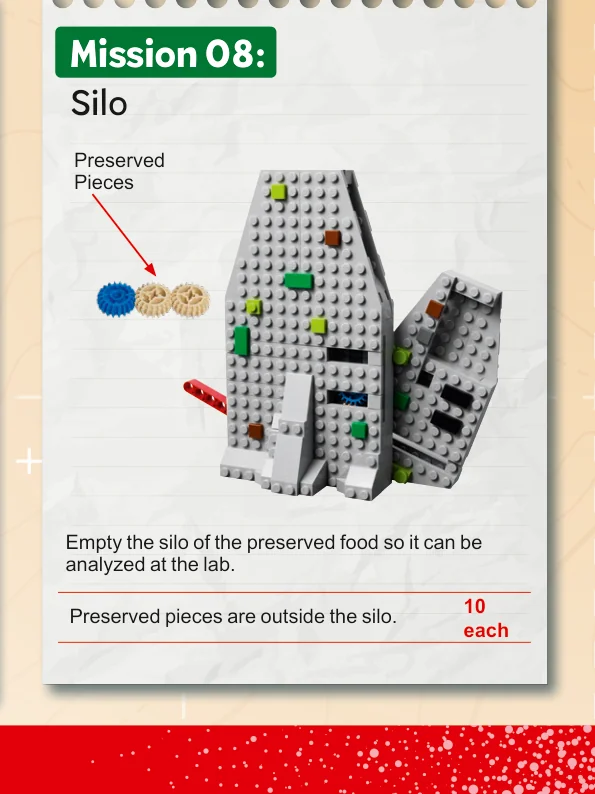 Mission 08:
Silo
Preserved
Pieces
Empty the silo of the preserved food so it can be
analyzed at the lab.
Preserved pieces are outside the silo.
10
each